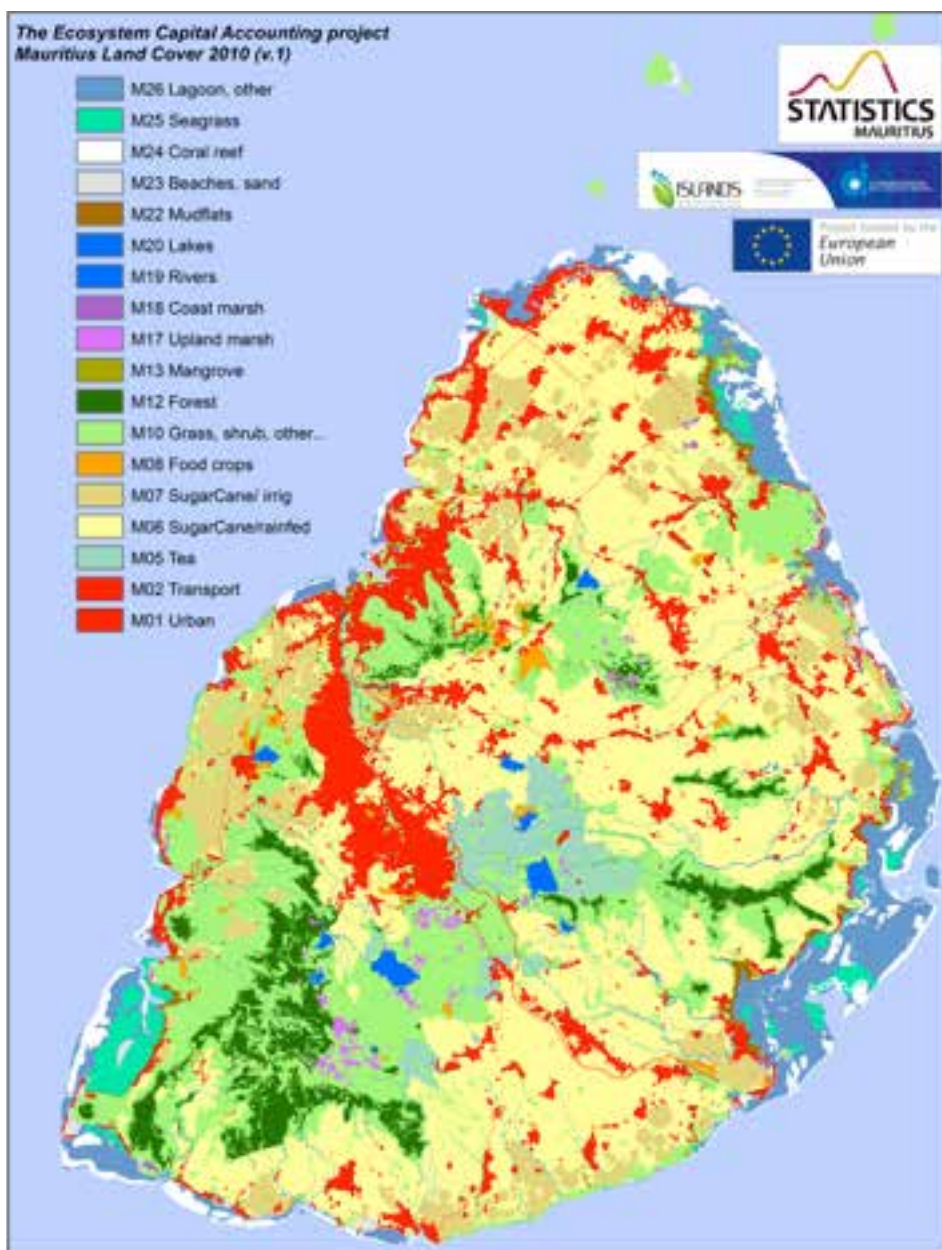 The Ecosystem Capital Accounting project
Mauritius Land Cover 2010 (v.1)
M26 Lagoon, other
M25 Seagrass
M24 Coral reef
M23 Beaches, sand
M22 Mudflats
M20 Lakes
M19 Rivers
M18 Coast marsh
M17 Upland marsh
M13 Mangrove
M12 Forest
M10 Grass, shrub, other...
M08 Food crops
M07 SugarCane/ irrig
M06 SugarCane/rainfed
M05 Tea
M02 Transport
M01 Urban
STATISTICS
MAURITIUS
ISLANDS
Project funded by the
European
Union